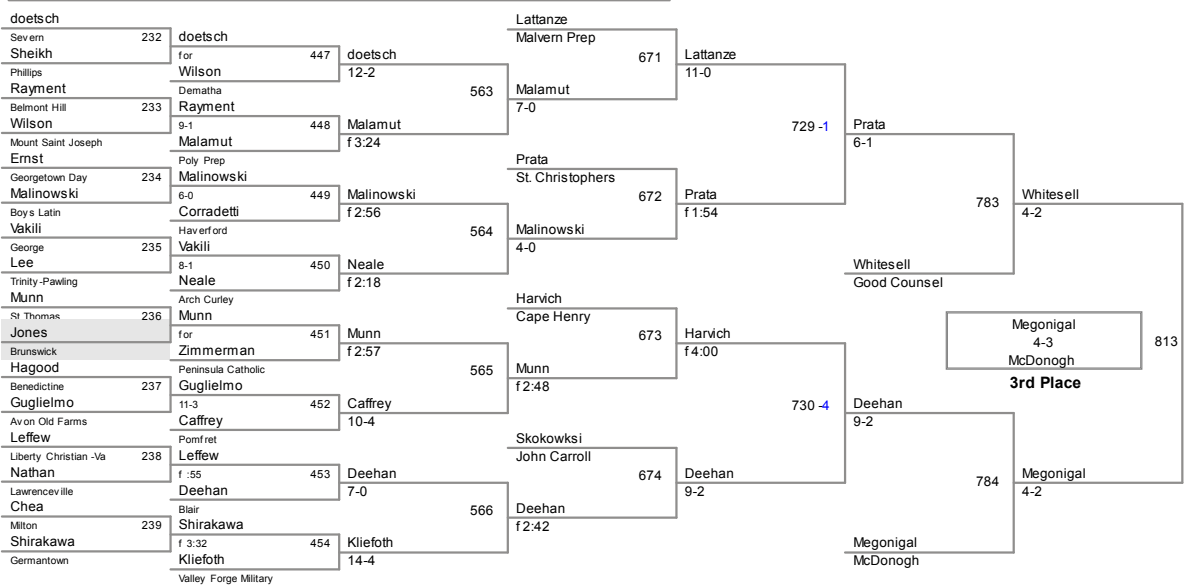 doetsch
Severn 232
Sheikh
Phillips
Rayment
Belmont Hill 233
Wilson
Mount Saint Joseph
Ernst
Georgetown Day 234
Malinowski
Boys Latin
Vakili
George 235
Lee
Trinity-Pawling
Munn
St Thomas 236
Jones
Brunswick
Hagood
Benedictine 237
Guglielmo
Avon Old Farms
Leffew
Liberty Christian -Va 238
Nathan
Lawrenceville
Chea
Milton 239
Shirakawa
Germantown
doetsch
for 447
Wilson
Dematha
Rayment
9-1 448
Malamut
Poly Prep
Malinowski
6-0 449
Corradetti
Haverford
Vakili
8-1 450
Neale
Arch Curley
Munn
for 451
Zimmerman
Peninsula Catholic
Guglielmo
11-3 452
Caffrey
Pomfret
Leffew
f :55 453
Deehan
Blair
Shirakawa
f 3:32 454
Kliefoth
Valley Forge Military
doetsch
12-2
563
Malamut
f 3:24
Malinowski
f 2:56
564
Neale
f 2:18
Munn
f 2:57
565
Caffrey
10-4
Deehan
7-0
566
Kliefoth
14-4
Lattanze
Malvern Prep
671
Malamut
7-0
Prata
St. Christophers
672
Malinowski
4-0
Harvich
Cape Henry
673
Munn
f 2:48
Skokowksi
John Carroll
674
Deehan
f 2:42
Lattanze
11-0
729 -1
Prata
f 1:54
Harvich
f 4:00
730 -4
Deehan
9-2
Prata
6-1
783
Whitesell
Good Counsel
Deehan
9-2
784
Megonigal
McDonogh
Whitesell
4-2
813
Megonigal
4-2
Megonigal
4-3
McDonogh
3rd Place